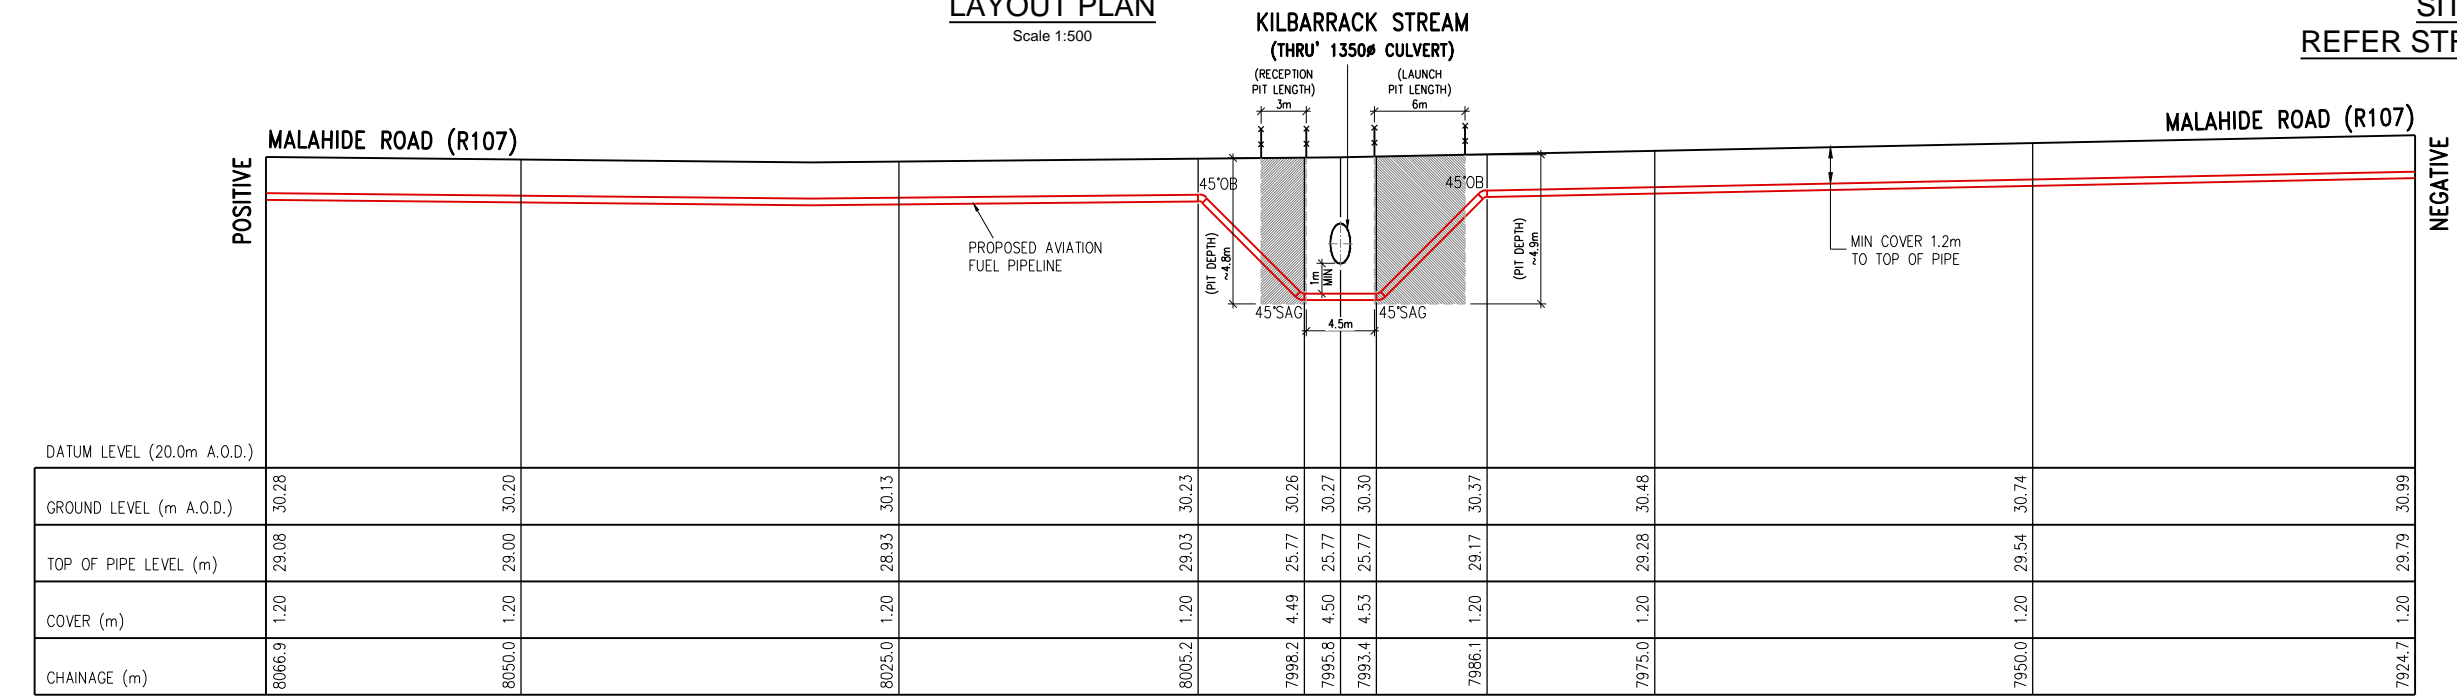 LAYOUT PLAN
Scale 1:500
SIT
REFER STR
KILBARRACK STREAM
(THRU' 1350ø CULVERT)
(RECEPTION
PIT LENGTH)
3m
(LAUNCH
PIT LENGTH)
6m
MALAHIDE ROAD (R107)
MALAHIDE ROAD (R107)
POSITIVE
NEGATIVE
45°OB
45°OB
PROPOSED AVIATION
FUEL PIPELINE
(PIT DEPTH)
~4.8m
1m
MIN
(PIT DEPTH)
~4.9m
MIN COVER 1.2m
TO TOP OF PIPE
45°SAG
45°SAG
4.5m
DATUM LEVEL (20.0m A.O.D.)
GROUND LEVEL (m A.O.D.) 30.28 30.20 30.13 30.23 30.26 30.27 30.30 30.37 30.48 30.74 30.99
TOP OF PIPE LEVEL (m) 29.08 29.00 28.93 29.03 25.77 25.77 25.77 29.17 29.28 29.54 29.79
COVER (m) 1.20 1.20 1.20 1.20 4.49 4.50 4.53 1.20 1.20 1.20 1.20
CHAINAGE (m) 8066.9 8050.0 8025.0 8005.2 7998.2 7995.8 7993.4 7986.1 7975.0 7950.0 7924.7